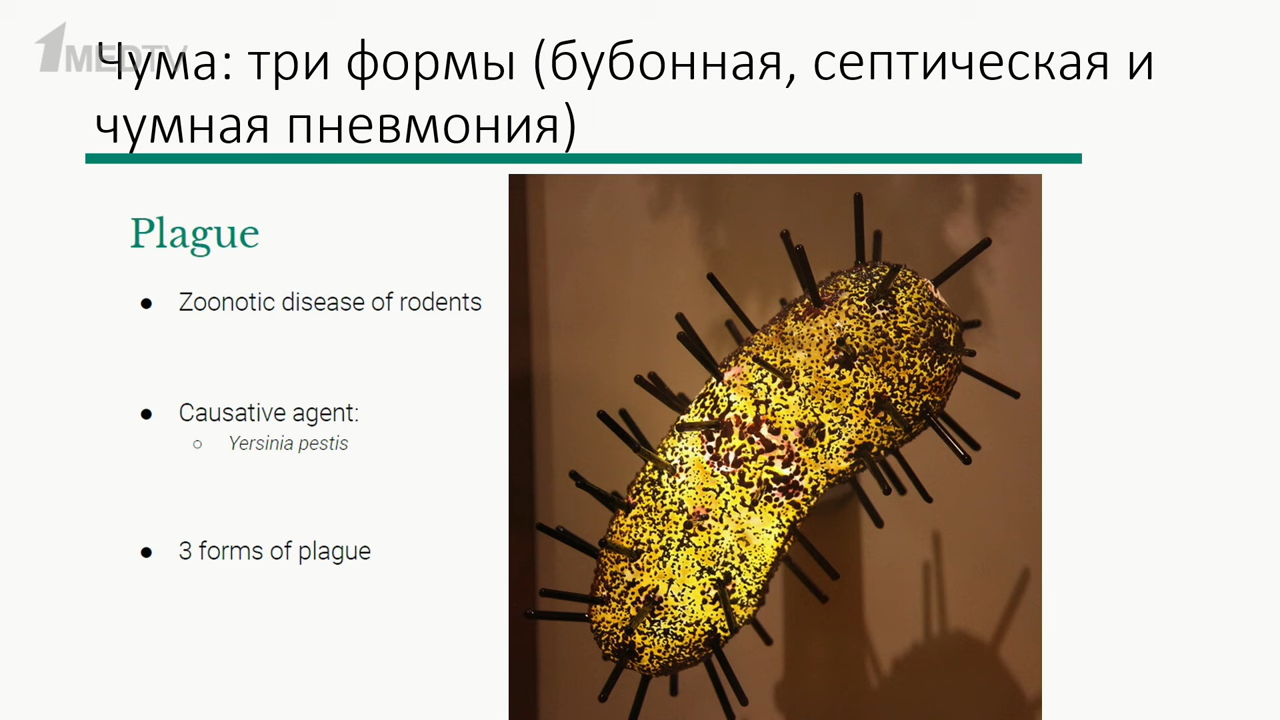 1MEDTV
Чума: три формы (бубонная, септическая и
чумная пневмония)
Plague
● Zoonotic disease of rodents
● Causative agent:
○ Yersinia pestis
● 3 forms of plague